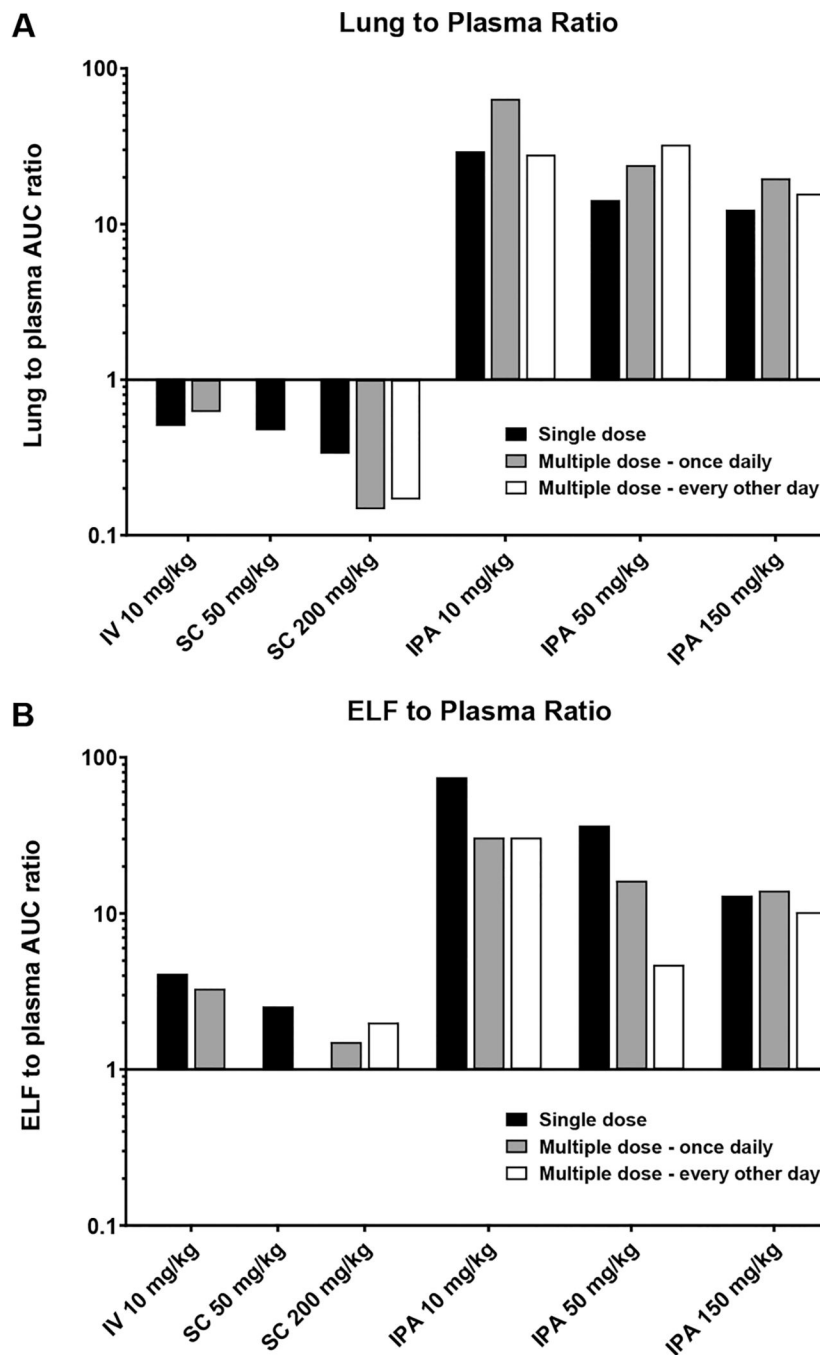 A
Lung to Plasma Ratio
Lung to plasma AUC ratio
100
10
1
0.1
Single dose
Multiple dose - once daily
Multiple dose - every other day
IV 10 mg/kg
SC 50 mg/kg
SC 200 mg/kg
IPA 10 mg/kg
IPA 50 mg/kg
IPA 150 mg/kg
B
ELF to Plasma Ratio
ELF to plasma AUC ratio
100
10
1
0.1
Single dose
Multiple dose - once daily
Multiple dose - every other day
IV 10 mg/kg
SC 50 mg/kg
SC 200 mg/kg
IPA 10 mg/kg
IPA 50 mg/kg
IPA 150 mg/kg